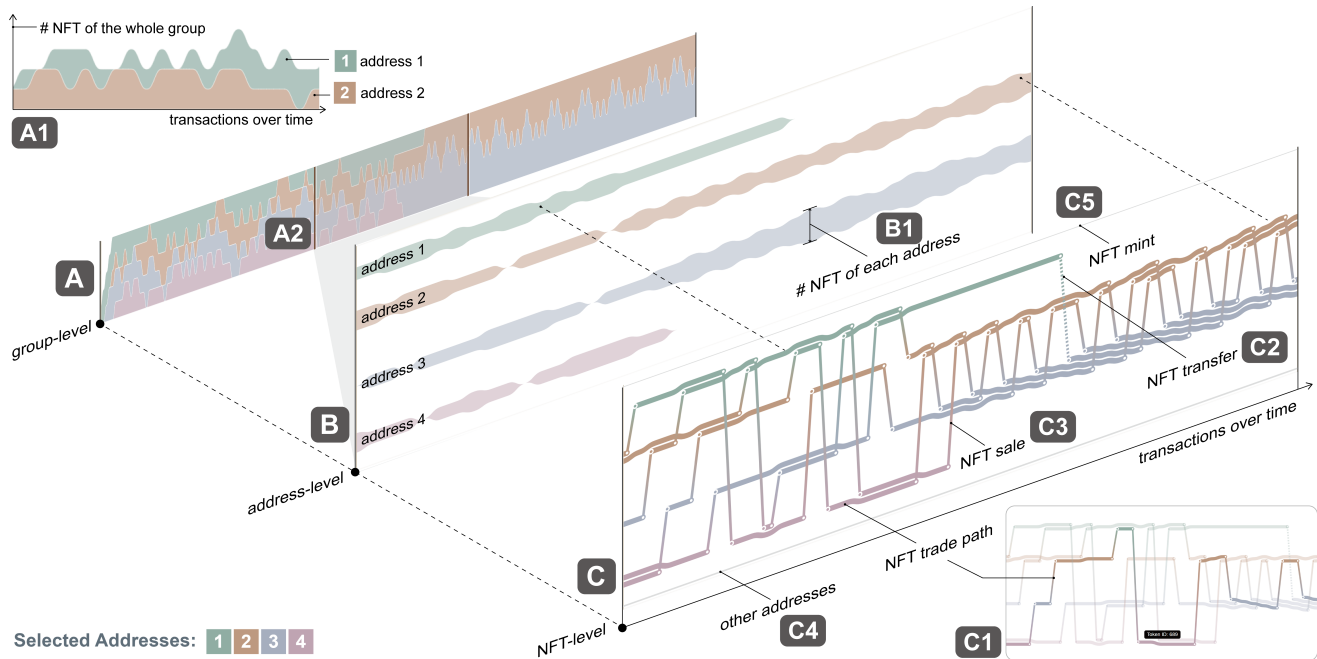 # NFT of the whole group
1 address 1
2 address 2
transactions over time
A1
A2
A
group-level
B
address-level
address 1
address 2
address 3
address 4
B1
# NFT of each address
C5
NFT mint
C2
NFT transfer
C3
NFT sale
transactions over time
NFT trade path
C
NFT-level
other addresses
C4
C1
Token ID: 689
Selected Addresses: 1 2 3 4